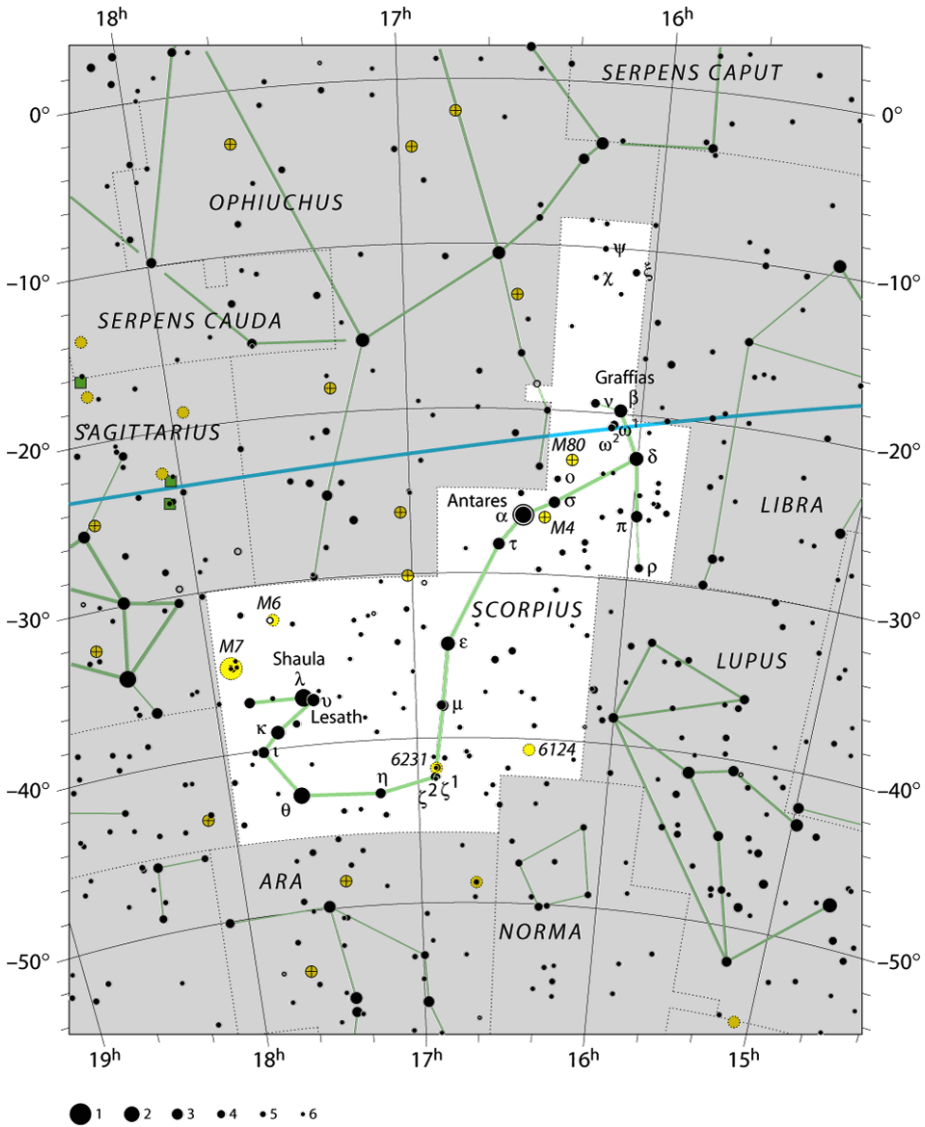 18h 17h 16h
SERPENS CAPUT
0° 0°
OPHIUCHUS
ψ
χ ξ
−10° −10°
SERPENS CAUDA
Graffias
ν β
SAGITTARIUS
ω² ω¹
M80
−20° −20°
δ
ο
Antares σ LIBRA
α M4 π
τ
ρ
−30° M6 SCORPIUS −30°
M7 ε
Shaula LUPUS
λ
υ μ
κ Lesath
ι 6231 6124
−40° η −40°
θ ζ² ζ¹
ARA
NORMA
−50° −50°
19h 18h 17h 16h 15h
1 2 3 4 5 6